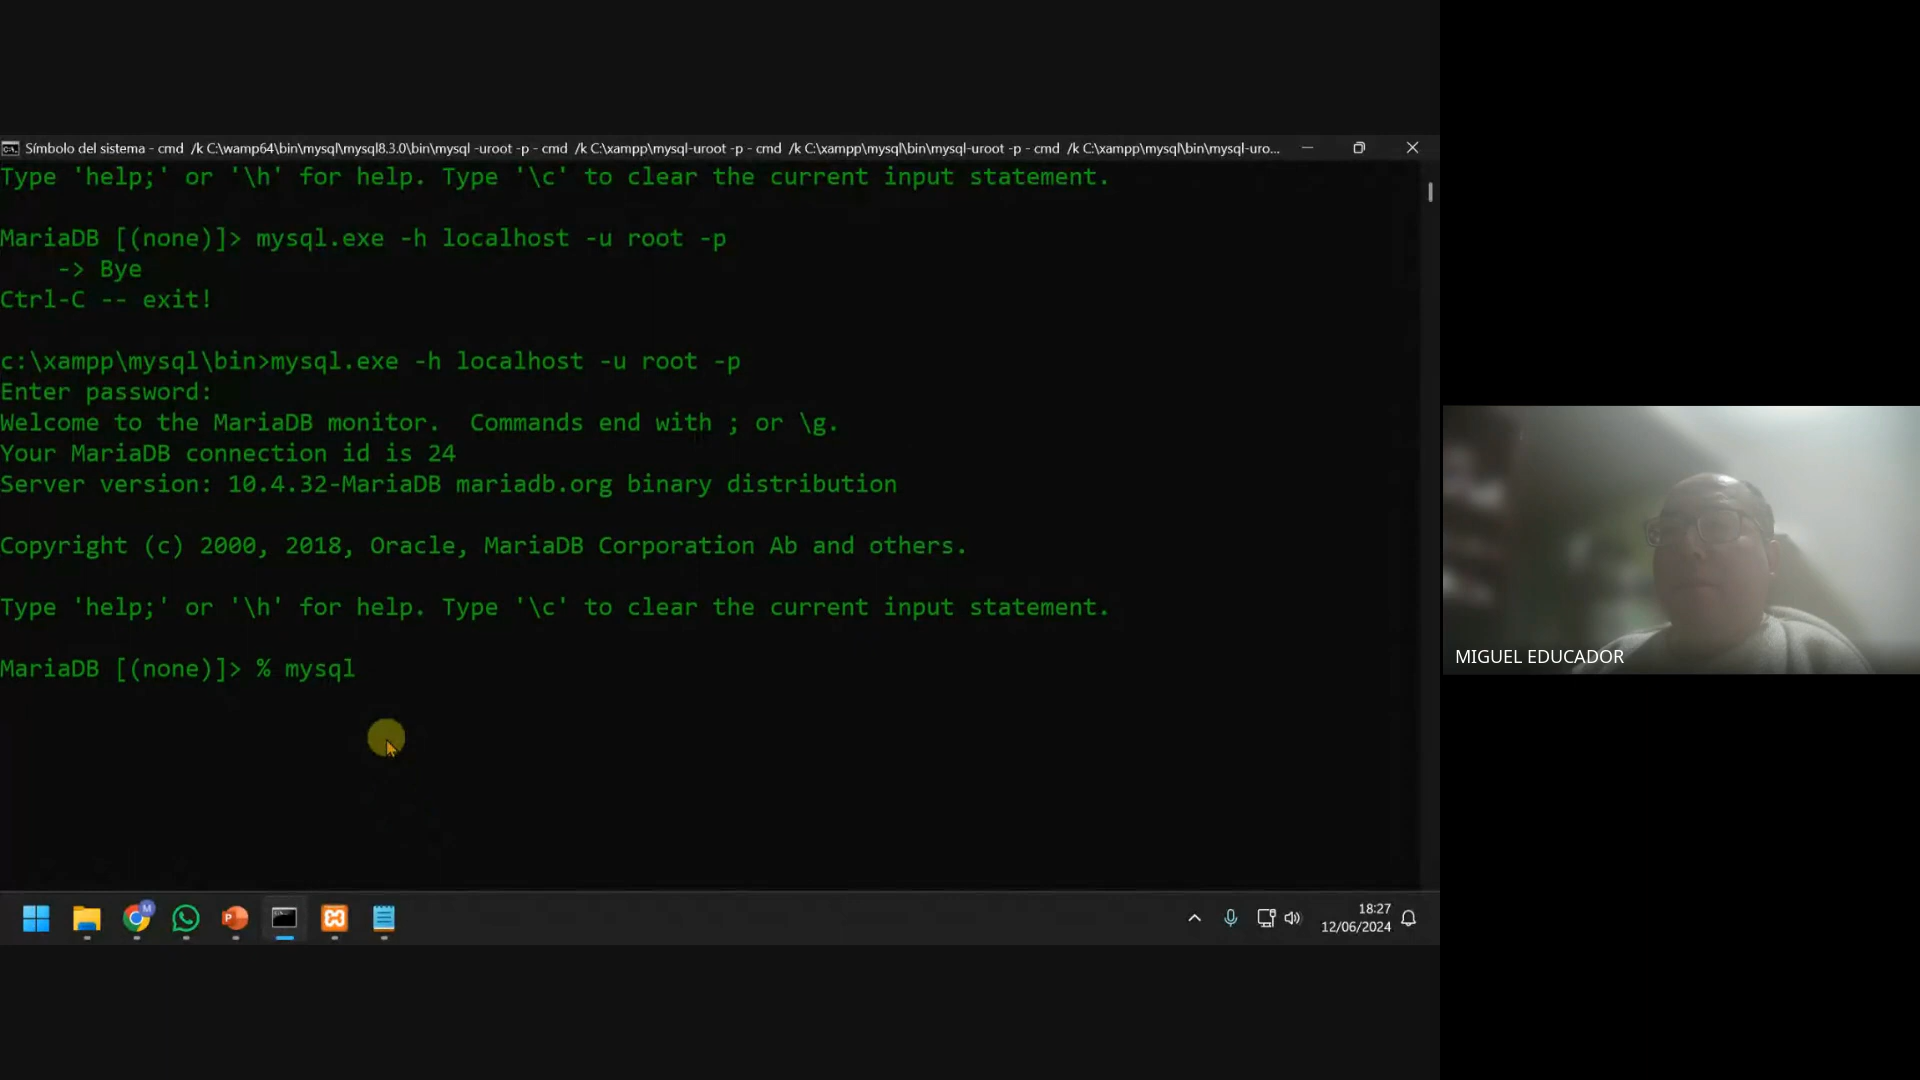 Símbolo del sistema - cmd /k C:\wamp64\bin\mysql\mysql8.3.0\bin\mysql -uroot -p - cmd /k C:\xampp\mysql-uroot -p - cmd /k C:\xampp\mysql\bin\mysql-uroot -p - cmd /k C:\xampp\mysql\bin\mysql-uro...
Type 'help;' or '\h' for help. Type '\c' to clear the current input statement.
MariaDB [(none)]> mysql.exe -h localhost -u root -p
-> Bye
Ctrl-C -- exit!
c:\xampp\mysql\bin>mysql.exe -h localhost -u root -p
Enter password:
Welcome to the MariaDB monitor.  Commands end with ; or \g.
Your MariaDB connection id is 24
Server version: 10.4.32-MariaDB mariadb.org binary distribution
Copyright (c) 2000, 2018, Oracle, MariaDB Corporation Ab and others.
Type 'help;' or '\h' for help. Type '\c' to clear the current input statement.
MariaDB [(none)]> % mysql
MIGUEL EDUCADOR
18:27
12/06/2024